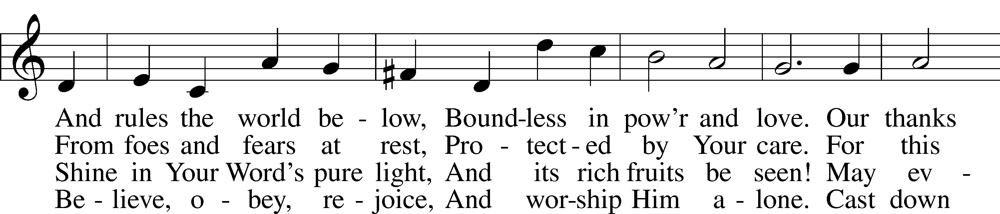 And rules the world be - low, Bound-less in pow'r and love. Our thanks
From foes and fears at rest, Pro - tect - ed by Your care. For this
Shine in Your Word's pure light, And its rich fruits be seen! May ev -
Be - lieve, o - bey, re - joice, And wor-ship Him a - lone. Cast down